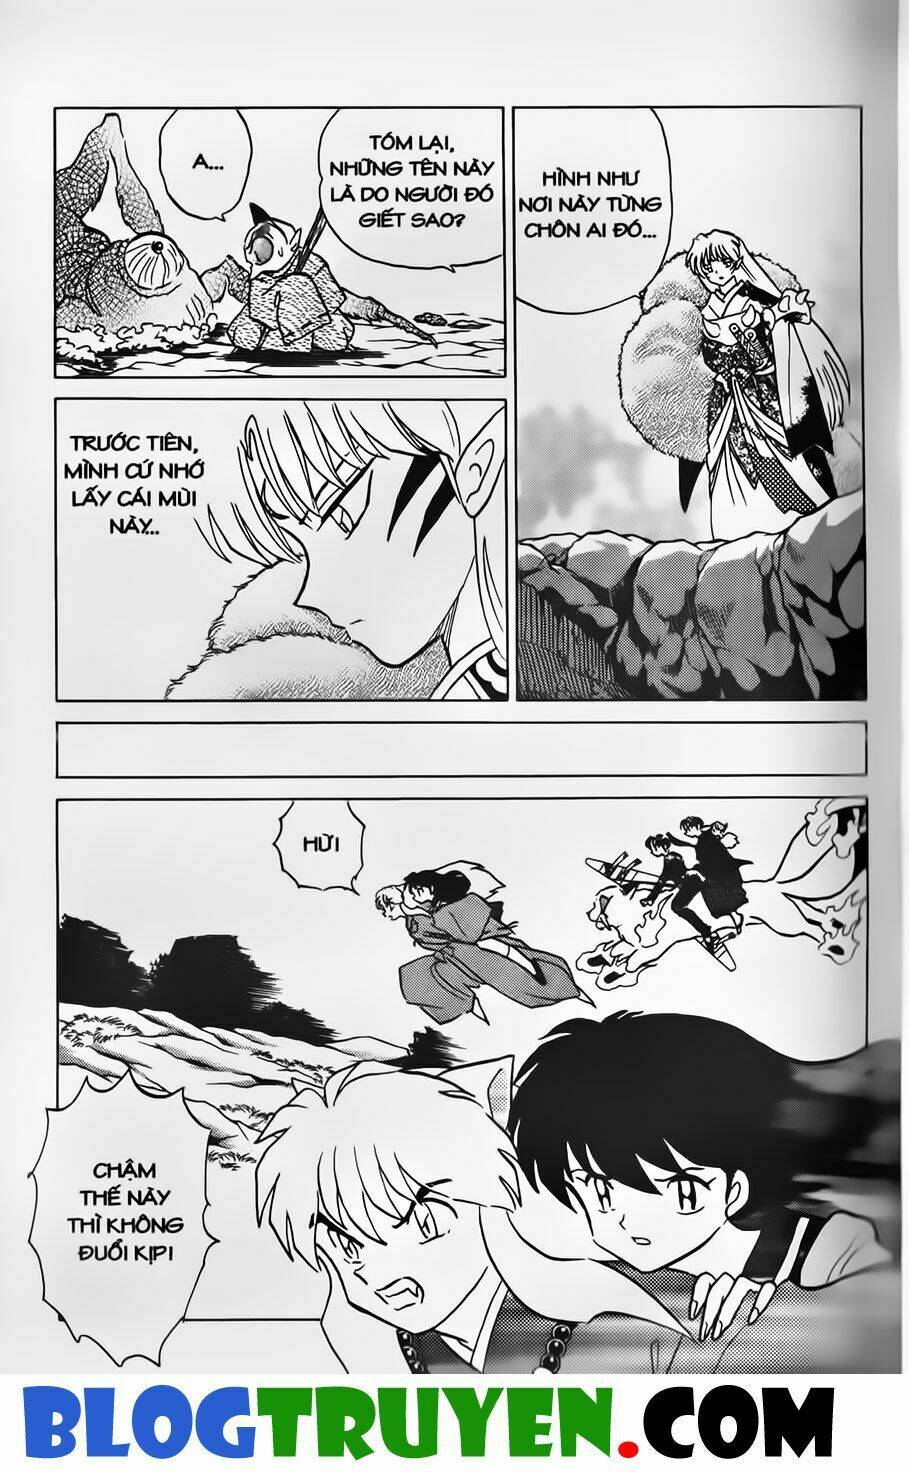 HÌNH NHƯ
NƠI NÀY TỪNG
CHÔN AI ĐÓ...
TÓM LẠI,
NHỮNG TÊN NÀY
LÀ DO NGƯỜI ĐÓ
GIẾT SAO?
A...
TRƯỚC TIÊN,
MÌNH CỨ NHỚ
LẤY CÁI MÙI
NÀY...
HỪ!
CHẬM
THẾ NÀY
THÌ KHÔNG
ĐUỔI KỊP!
BLOGTRUYEN.COM